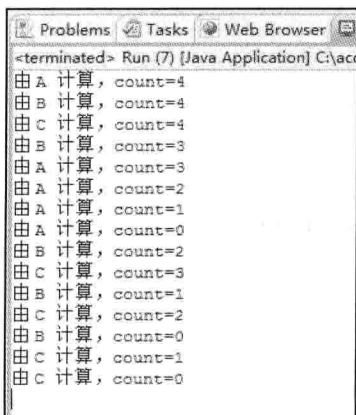 Problems Tasks Web Browser
<terminated> Run (7) [Java Application] C:\acc
由 A 计算，count=4
由 B 计算，count=4
由 C 计算，count=4
由 B 计算，count=3
由 A 计算，count=3
由 A 计算，count=2
由 A 计算，count=1
由 A 计算，count=0
由 B 计算，count=2
由 C 计算，count=3
由 B 计算，count=1
由 C 计算，count=2
由 B 计算，count=0
由 C 计算，count=1
由 C 计算，count=0